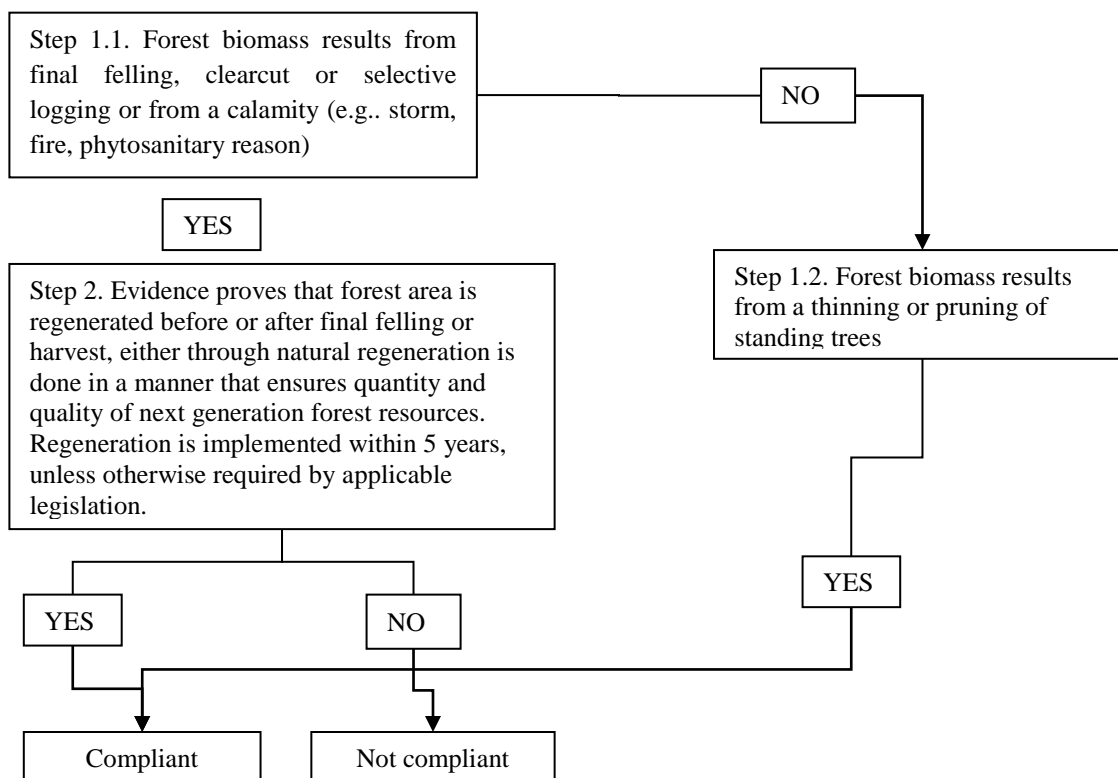 Step 1.1. Forest biomass results from
final felling, clearcut or selective
logging or from a calamity (e.g.. storm,
fire, phytosanitary reason)
NO
YES
Step 1.2. Forest biomass results
from a thinning or pruning of
standing trees
Step 2. Evidence proves that forest area is
regenerated before or after final felling or
harvest, either through natural regeneration is
done in a manner that ensures quantity and
quality of next generation forest resources.
Regeneration is implemented within 5 years,
unless otherwise required by applicable
legislation.
YES
YES
NO
Compliant
Not compliant